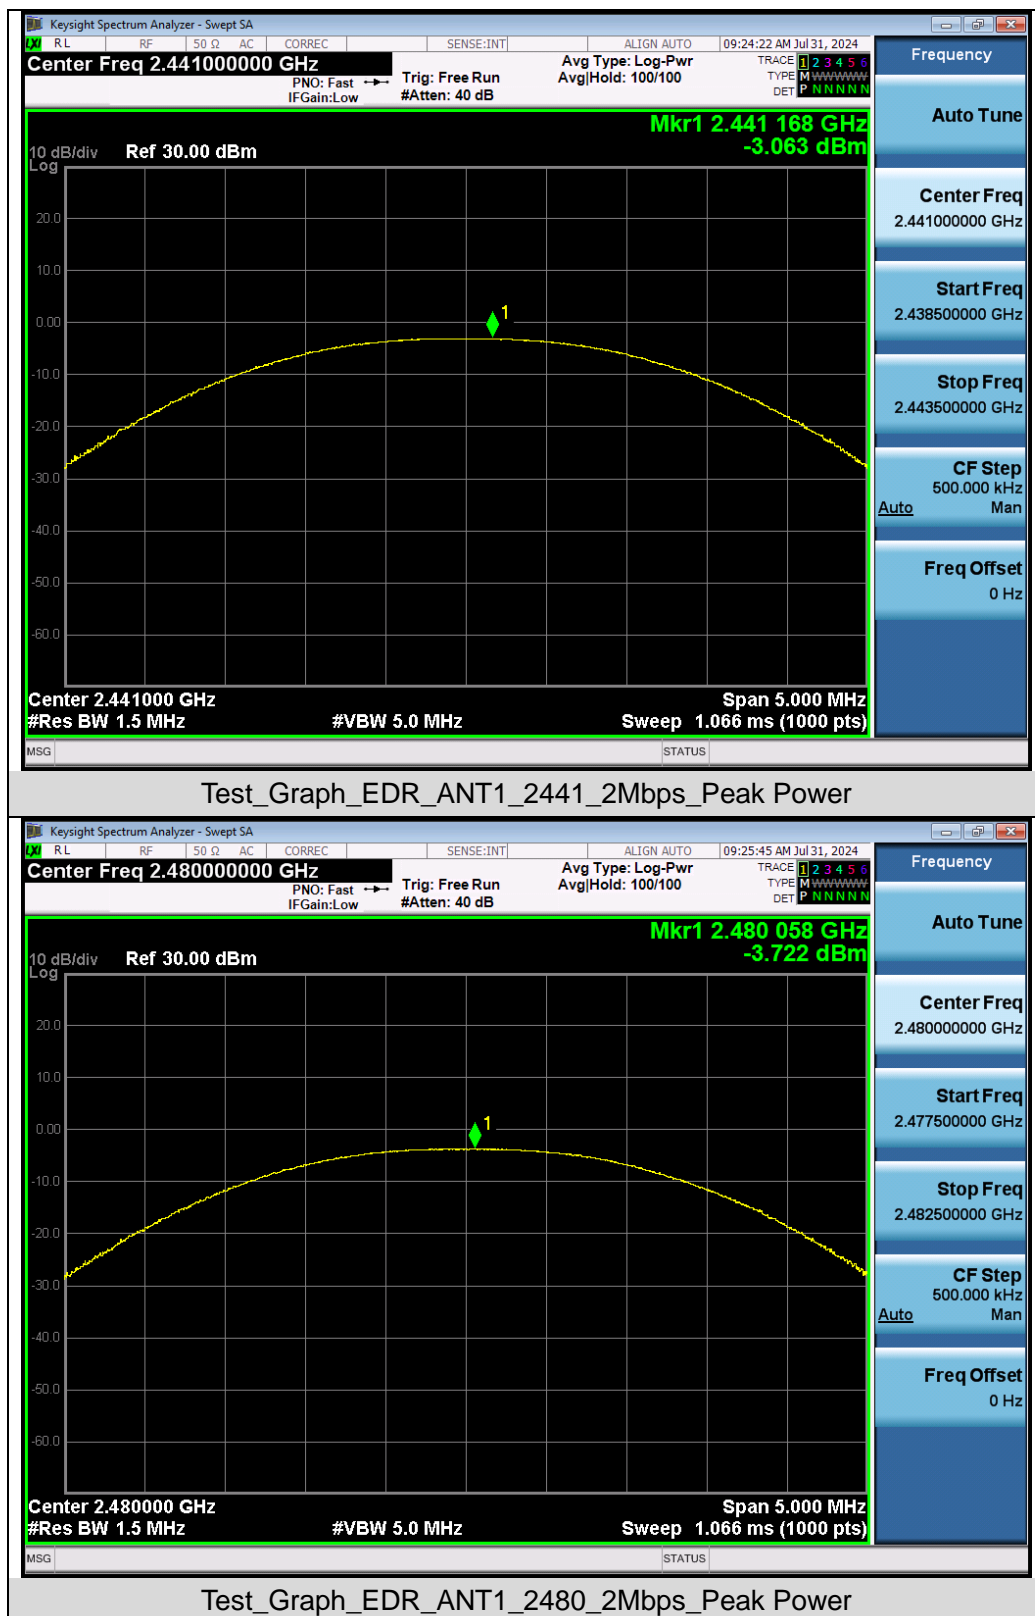 Keysight Spectrum Analyzer - Swept SA
LXI RL RF 50 Ω AC CORREC SENSE:INT ALIGN AUTO 09:24:22 AM Jul 31, 2024
Center Freq 2.441000000 GHz
PNO: Fast
IFGain:Low
Trig: Free Run
#Atten: 40 dB
Avg Type: Log-Pwr
Avg|Hold: 100/100
TRACE 1 2 3 4 5 6
TYPE M WWWWW
DET P N N N N N
Frequency
Auto Tune
Mkr1 2.441 168 GHz
-3.063 dBm
10 dB/div Ref 30.00 dBm
Log
20.0
10.0
0.00
-10.0
-20.0
-30.0
-40.0
-50.0
-60.0
1
Center Freq
2.441000000 GHz
Start Freq
2.438500000 GHz
Stop Freq
2.443500000 GHz
CF Step
500.000 kHz
Auto Man
Freq Offset
0 Hz
Center 2.441000 GHz Span 5.000 MHz
#Res BW 1.5 MHz #VBW 5.0 MHz Sweep 1.066 ms (1000 pts)
MSG STATUS
Test_Graph_EDR_ANT1_2441_2Mbps_Peak Power
Keysight Spectrum Analyzer - Swept SA
LXI RL RF 50 Ω AC CORREC SENSE:INT ALIGN AUTO 09:25:45 AM Jul 31, 2024
Center Freq 2.480000000 GHz
PNO: Fast
IFGain:Low
Trig: Free Run
#Atten: 40 dB
Avg Type: Log-Pwr
Avg|Hold: 100/100
TRACE 1 2 3 4 5 6
TYPE M WWWWW
DET P N N N N N
Frequency
Auto Tune
Mkr1 2.480 058 GHz
-3.722 dBm
10 dB/div Ref 30.00 dBm
Log
20.0
10.0
0.00
-10.0
-20.0
-30.0
-40.0
-50.0
-60.0
1
Center Freq
2.480000000 GHz
Start Freq
2.477500000 GHz
Stop Freq
2.482500000 GHz
CF Step
500.000 kHz
Auto Man
Freq Offset
0 Hz
Center 2.480000 GHz Span 5.000 MHz
#Res BW 1.5 MHz #VBW 5.0 MHz Sweep 1.066 ms (1000 pts)
MSG STATUS
Test_Graph_EDR_ANT1_2480_2Mbps_Peak Power